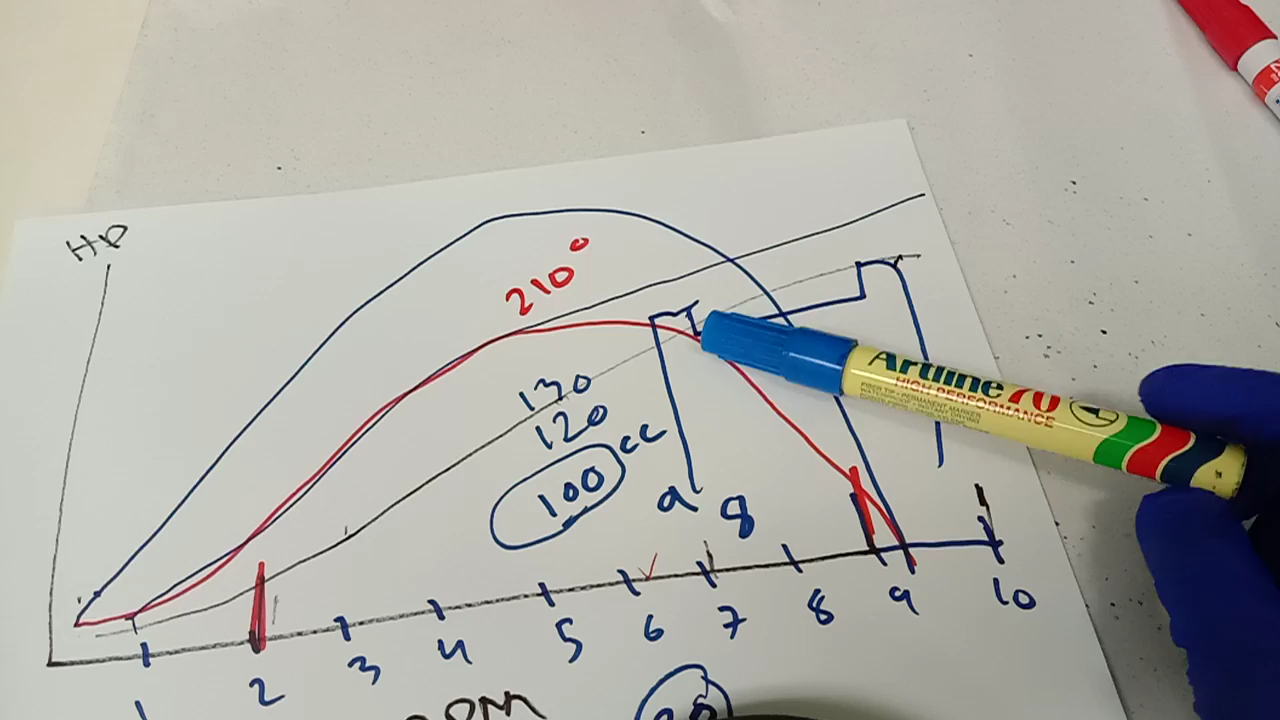 HP
210°
130
120
100 cc
a 8
1 2 3 4 5 6 7 8 9 10
RPM
Artline 70
HIGH PERFORMANCE